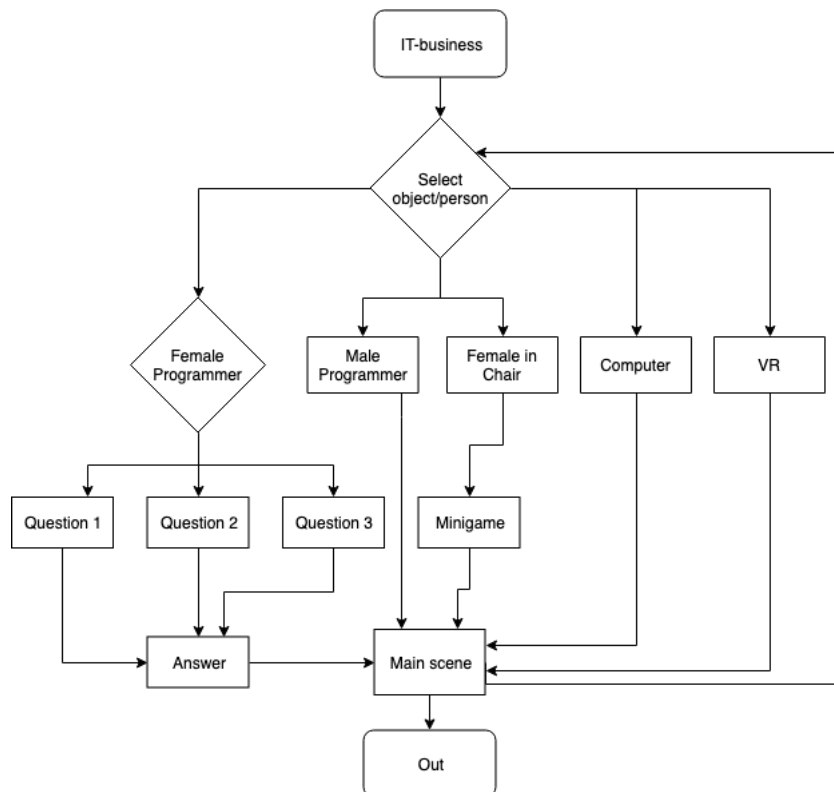 IT-business
Select
object/person
Female
Programmer
Male
Programmer
Female in
Chair
Computer
VR
Question 1
Question 2
Question 3
Minigame
Answer
Main scene
Out